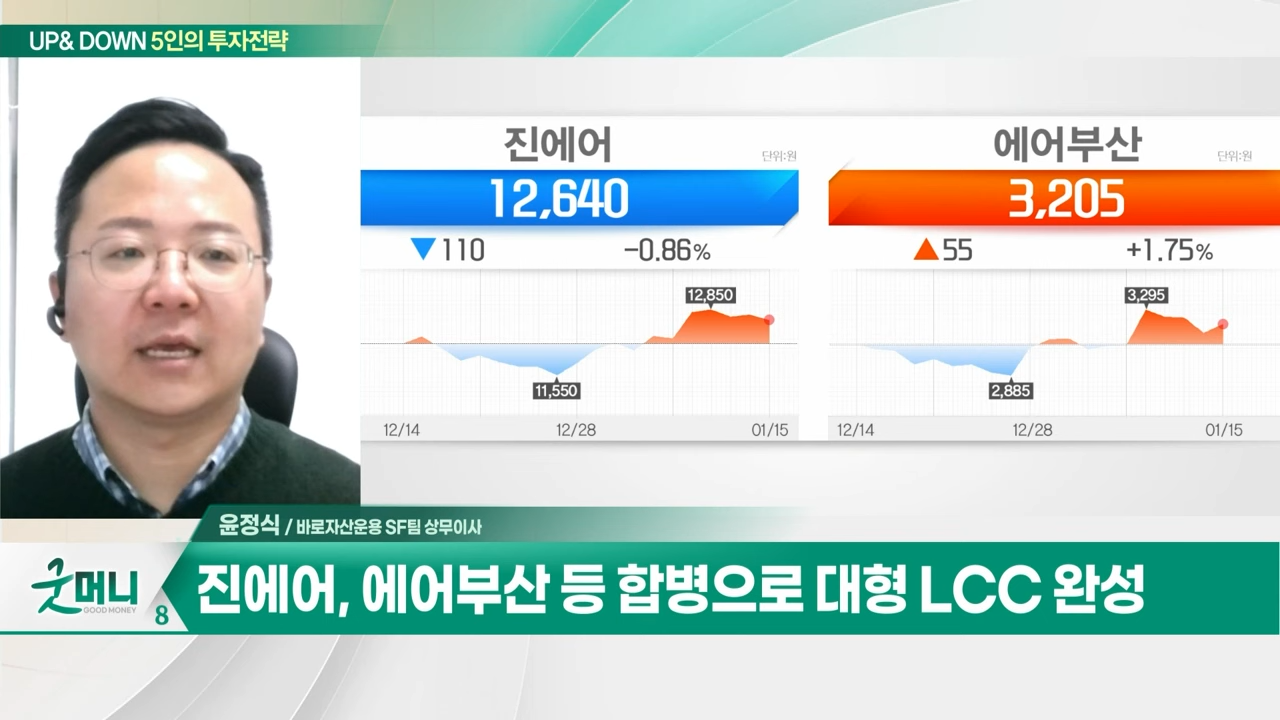 UP& DOWN 5인의 투자전략
진에어
단위:원
12,640
▼110 -0.86%
12,850
11,550
12/14 12/28 01/15
에어부산
단위:원
3,205
▲55 +1.75%
3,295
2,885
12/14 12/28 01/15
윤정식 / 바로자산운용 SF팀 상무이사
굿머니
GOOD MONEY
8
진에어, 에어부산 등 합병으로 대형 LCC 완성